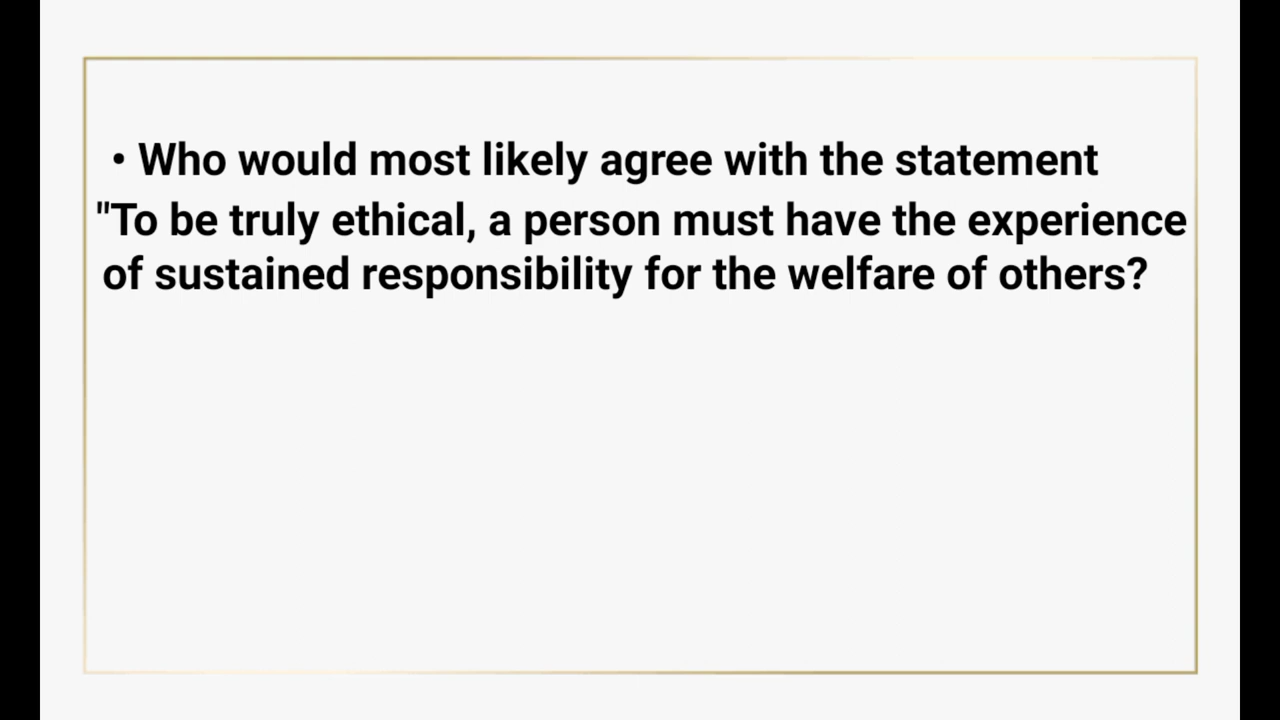 • Who would most likely agree with the statement
"To be truly ethical, a person must have the experience
of sustained responsibility for the welfare of others?